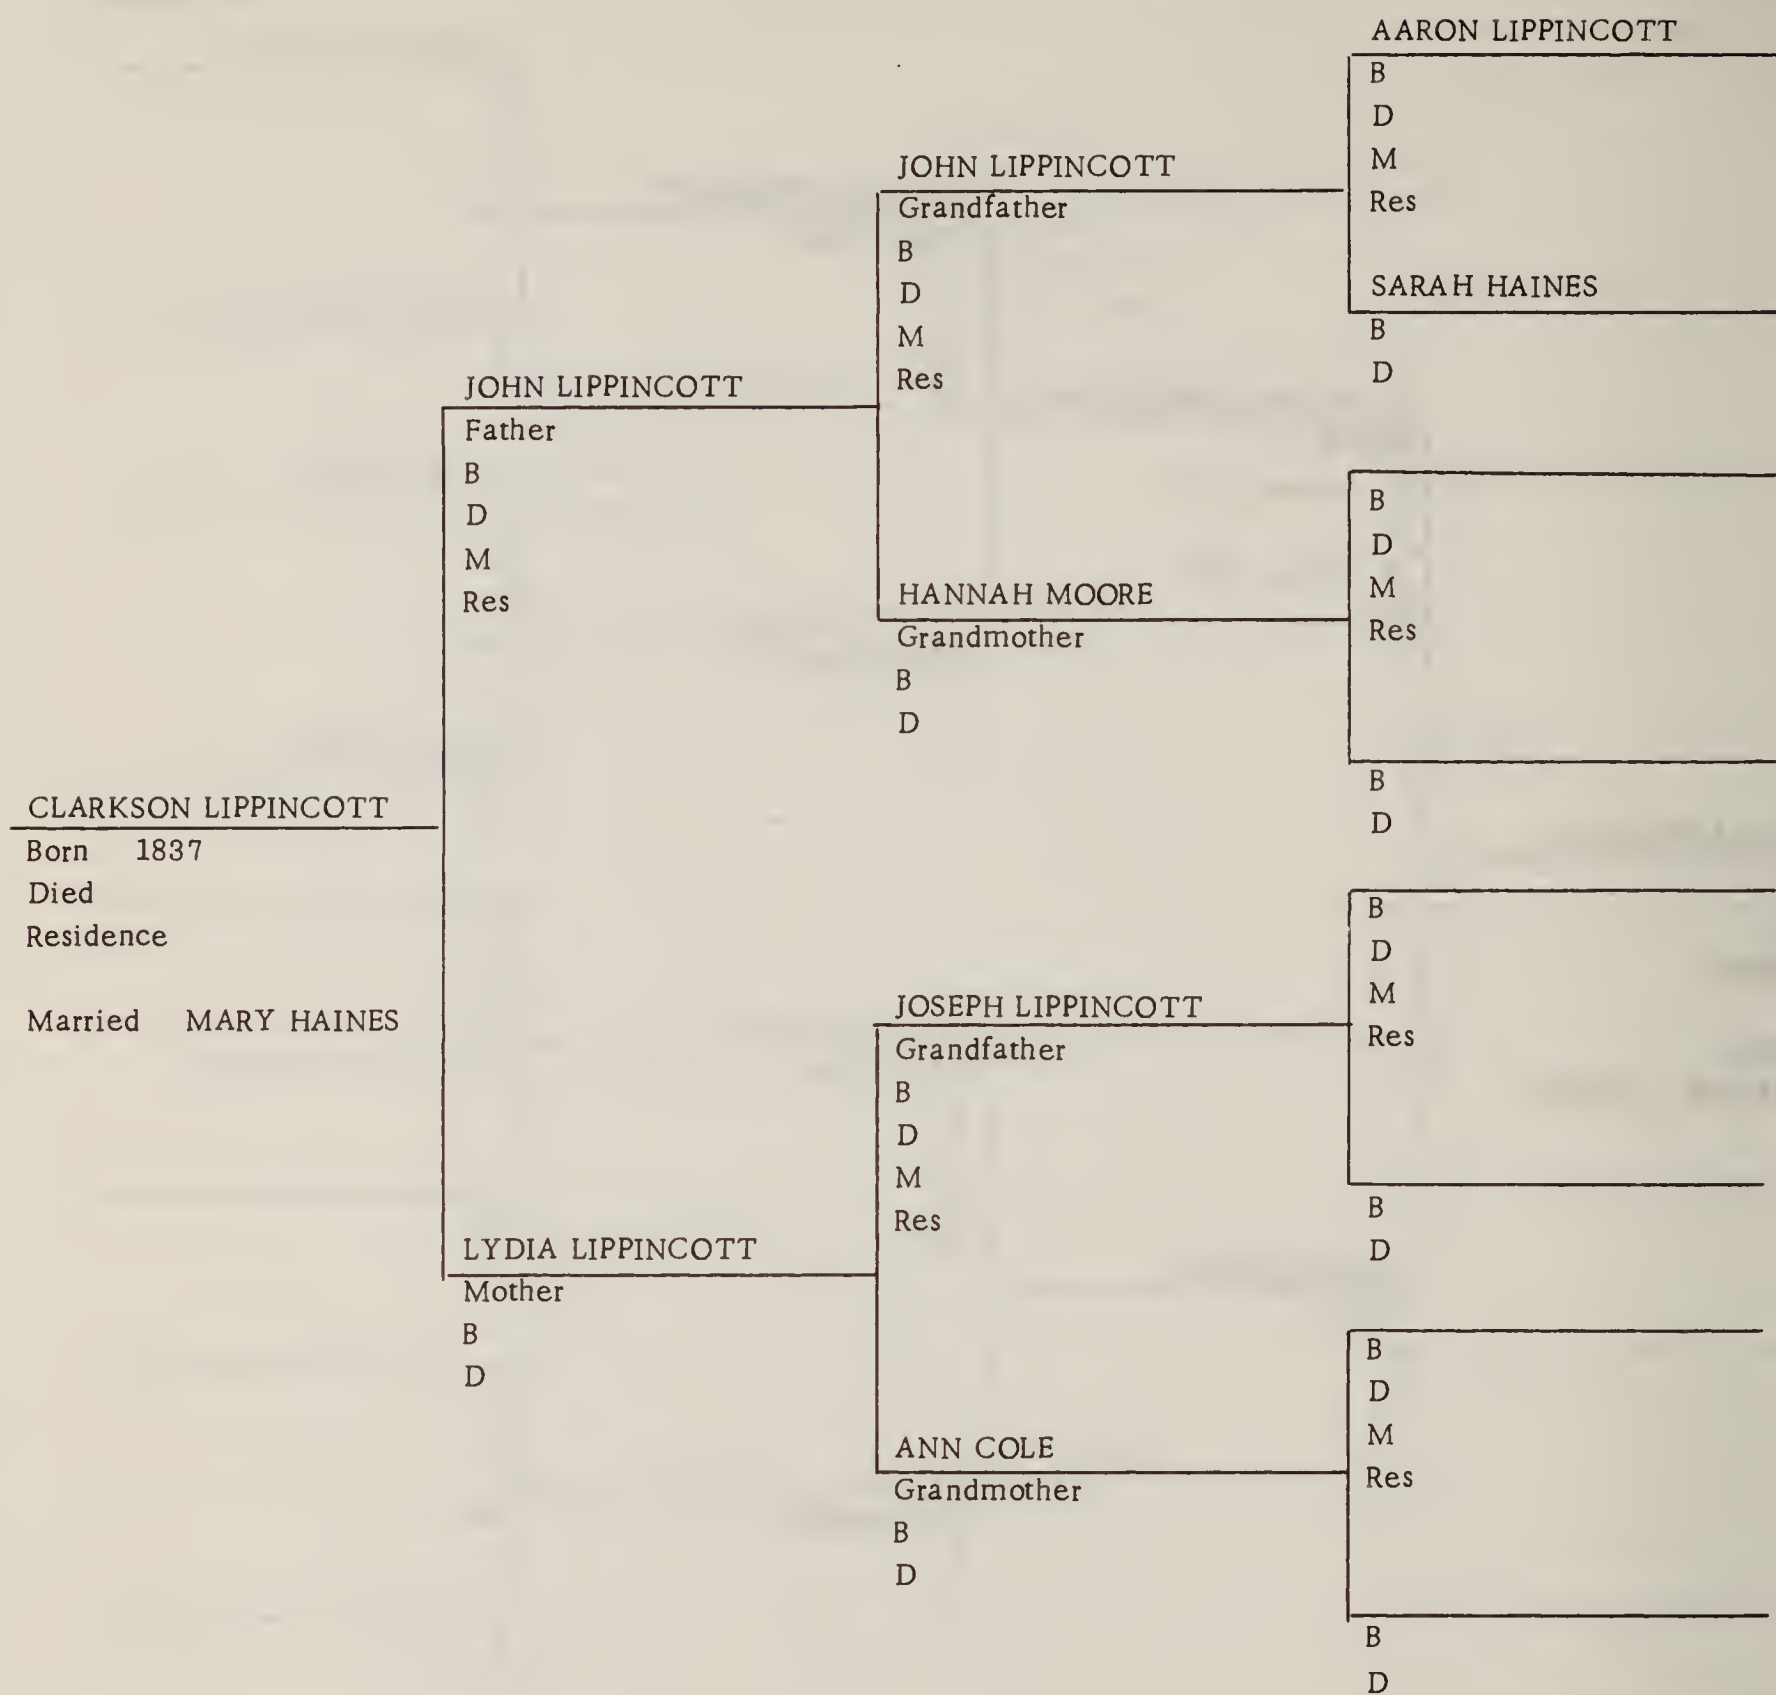 AARON LIPPINCOTT
B
D
M
Res
SARAH HAINES
B
D
JOHN LIPPINCOTT
Grandfather
B
D
M
Res
JOHN LIPPINCOTT
Father
B
D
M
Res
B
D
M
Res
HANNAH MOORE
Grandmother
B
D
B
D
CLARKSON LIPPINCOTT
Born 1837
Died
Residence
Married MARY HAINES
B
D
M
Res
JOSEPH LIPPINCOTT
Grandfather
B
D
M
Res
B
D
LYDIA LIPPINCOTT
Mother
B
D
B
D
M
Res
ANN COLE
Grandmother
B
D
B
D